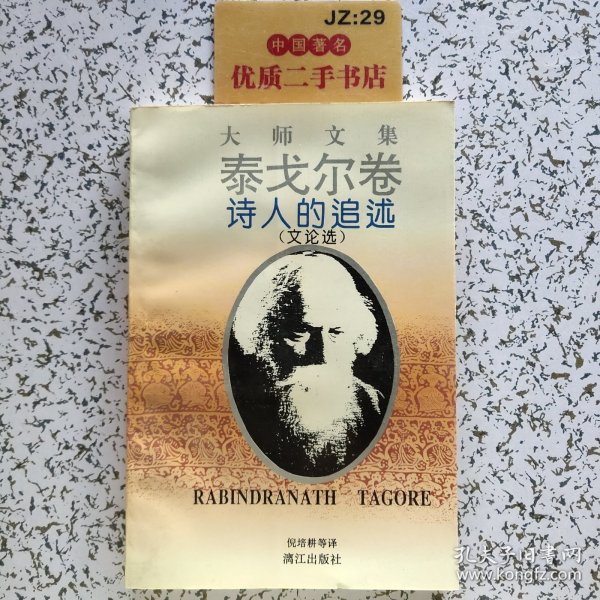 JZ:29
中国著名
优质二手书店
大师文集
泰戈尔卷
诗人的追述
(文论选)
RABINDRANATH TAGORE
倪培耕等译
漓江出版社
孔夫子旧书网
kongfz.com